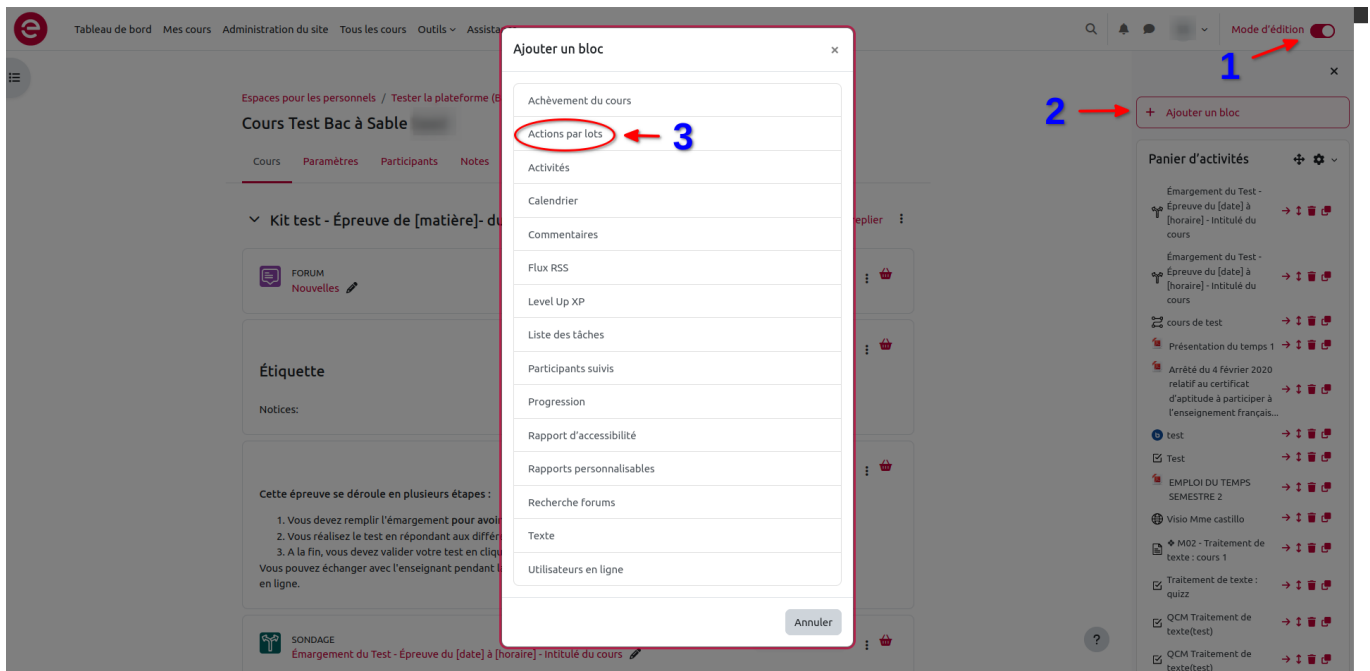 Tableau de bord Mes cours Administration du site Tous les cours Outils
Mode d'édition
1
Espaces pour les personnels / Tester la plateforme
Cours Test Bac à Sable
Cours Paramètres Participants Notes
Kit test - Épreuve de [matière]- du
replier
FORUM
Nouvelles
Étiquette
Notices:
Cette épreuve se déroule en plusieurs étapes :
1. Vous devez remplir l'émargement pour avoir
2. Vous réalisez le test en répondant aux
3. A la fin, vous devez valider votre test en
Vous pouvez échanger avec l'enseignant pendant
en ligne.
SONDAGE
Émargement du Test - Épreuve du [date] à [horaire] - Intitulé du cours
Ajouter un bloc ×
Achèvement du cours
Actions par lots
3
Activités
Calendrier
Commentaires
Flux RSS
Level Up XP
Liste des tâches
Participants suivis
Progression
Rapport d'accessibilité
Rapports personnalisables
Recherche forums
Texte
Utilisateurs en ligne
Annuler
2
+ Ajouter un bloc
Panier d'activités
Émargement du Test -
Épreuve du [date] à
[horaire] - Intitulé du
cours
Émargement du Test -
Épreuve du [date] à
[horaire] - Intitulé du
cours
cours de test
Présentation du temps 1
Arrêté du 4 février 2020
relatif au certificat
d'aptitude à participer à
l'enseignement français...
test
Test
EMPLOI DU TEMPS
SEMESTRE 2
Visio Mme castillo
❖ M02 - Traitement de
texte : cours 1
Traitement de texte :
quizz
QCM Traitement de
texte(test)
QCM Traitement de
texte(test)
?